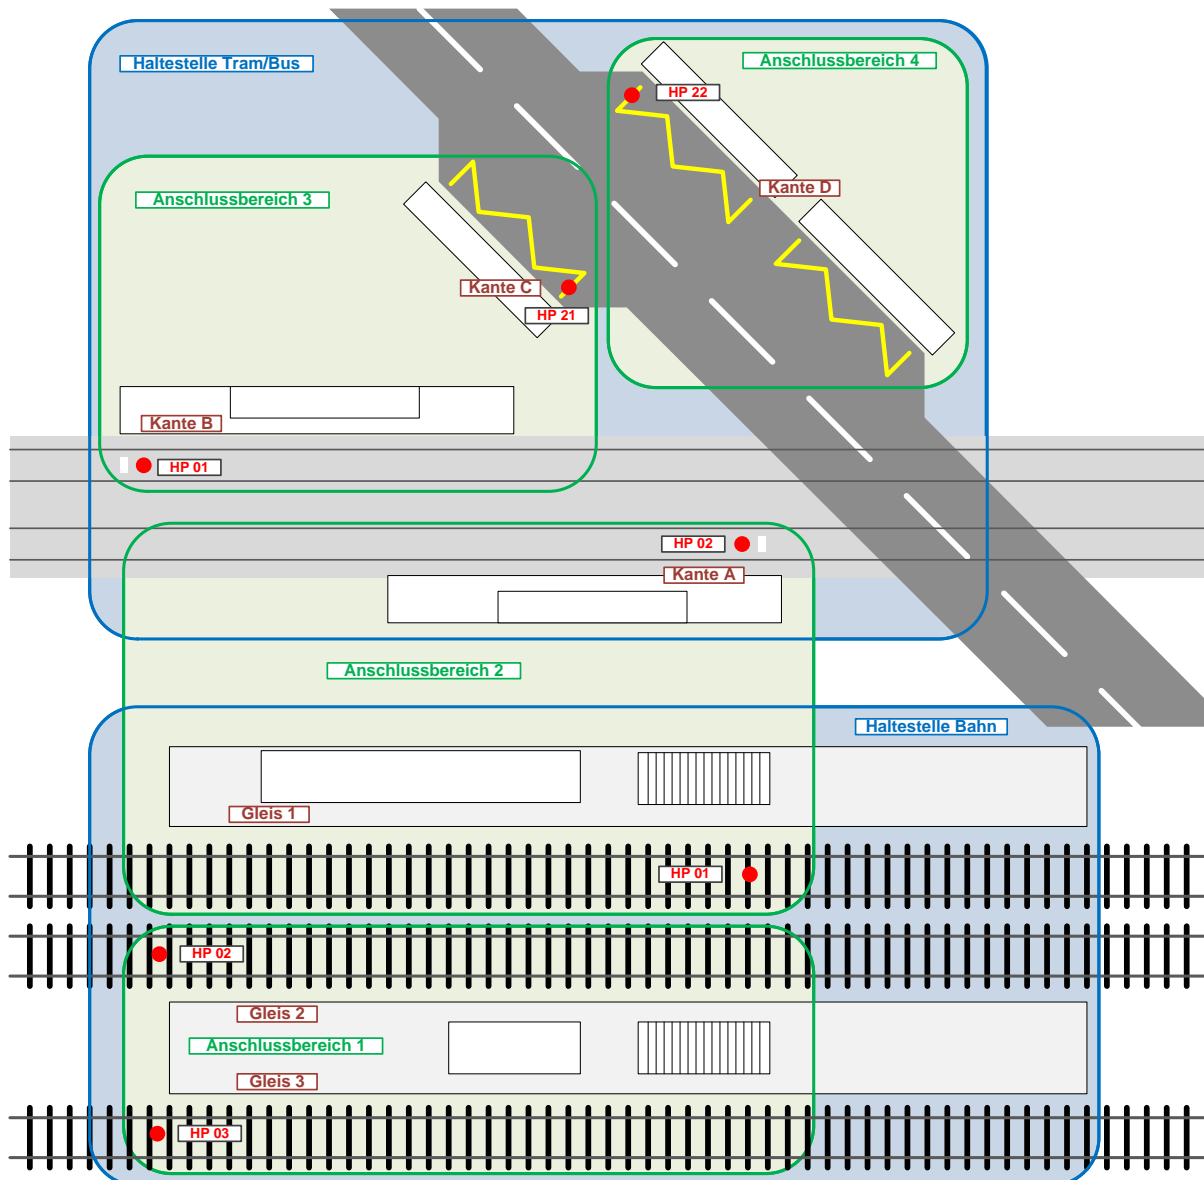 Haltestelle Tram/Bus
Anschlussbereich 4
HP 22
Kante D
Anschlussbereich 3
Kante C
HP 21
Kante B
HP 01
HP 02
Kante A
Anschlussbereich 2
Haltestelle Bahn
Gleis 1
HP 01
HP 02
Gleis 2
Anschlussbereich 1
Gleis 3
HP 03